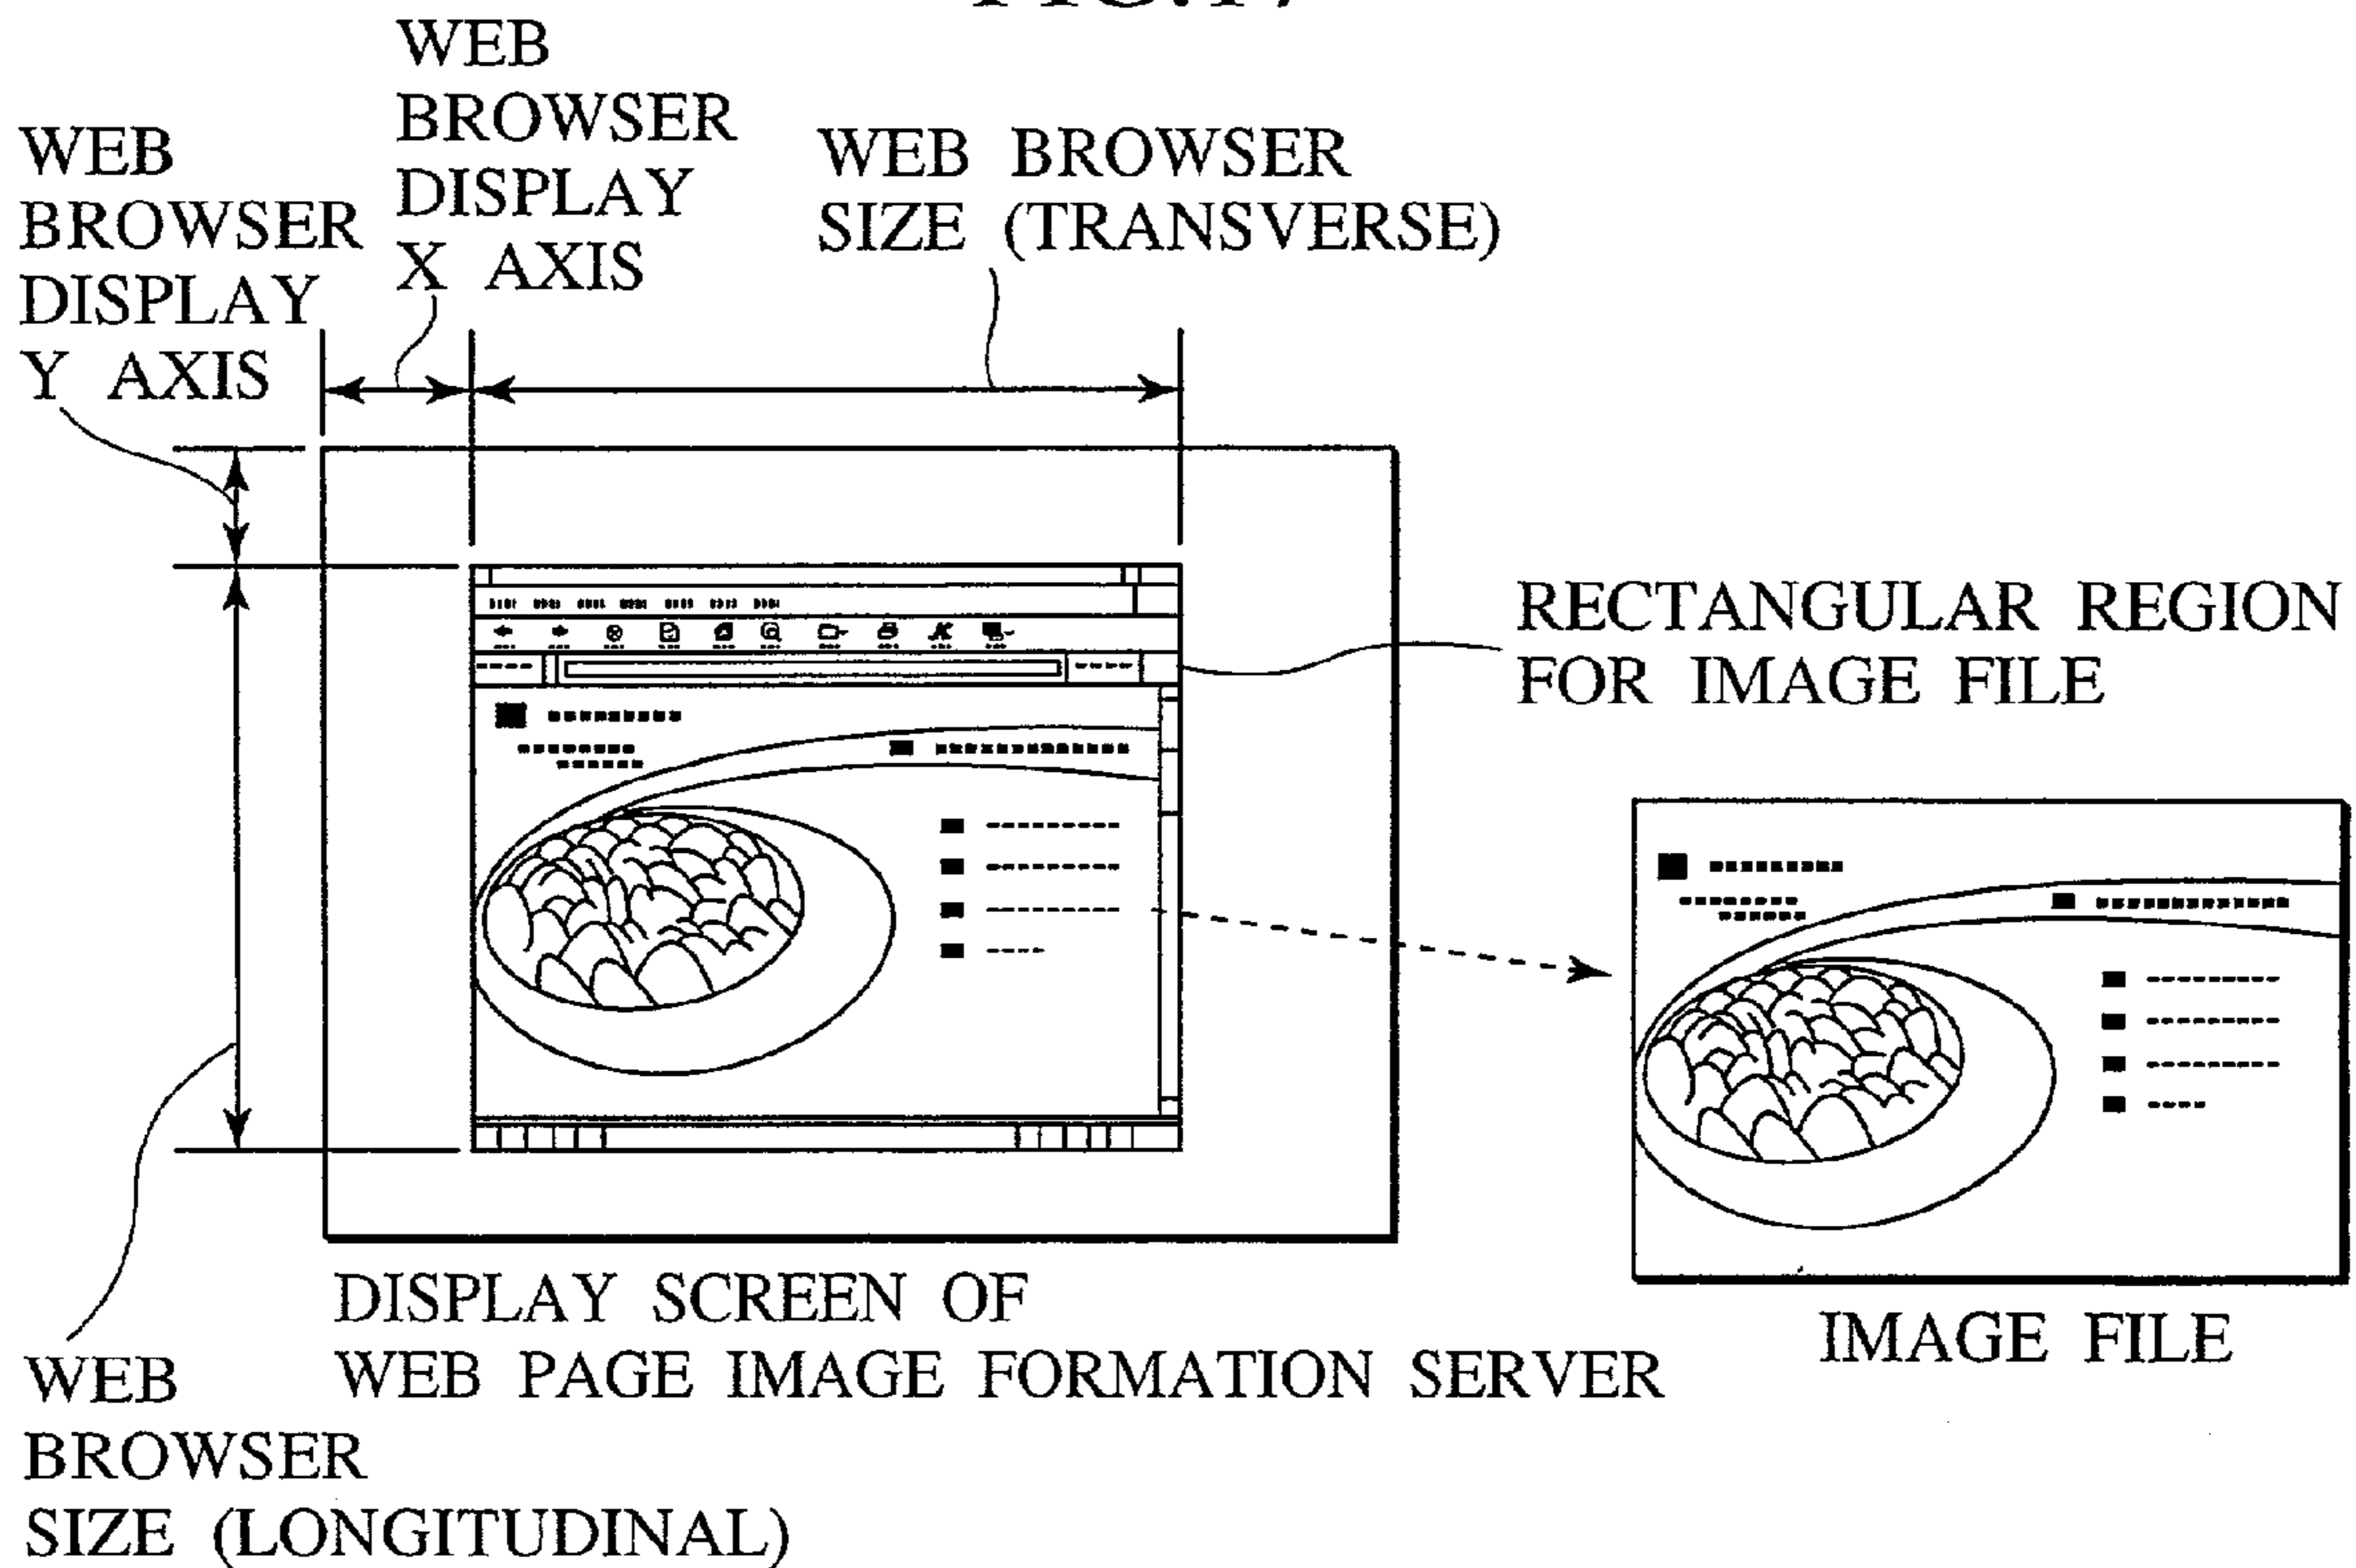 WEB
BROWSER
DISPLAY
Y AXIS
WEB
BROWSER
DISPLAY
X AXIS
WEB BROWSER
SIZE (TRANSVERSE)
RECTANGULAR REGION
FOR IMAGE FILE
DISPLAY SCREEN OF
WEB PAGE IMAGE FORMATION SERVER
IMAGE FILE
WEB
BROWSER
SIZE (LONGITUDINAL)